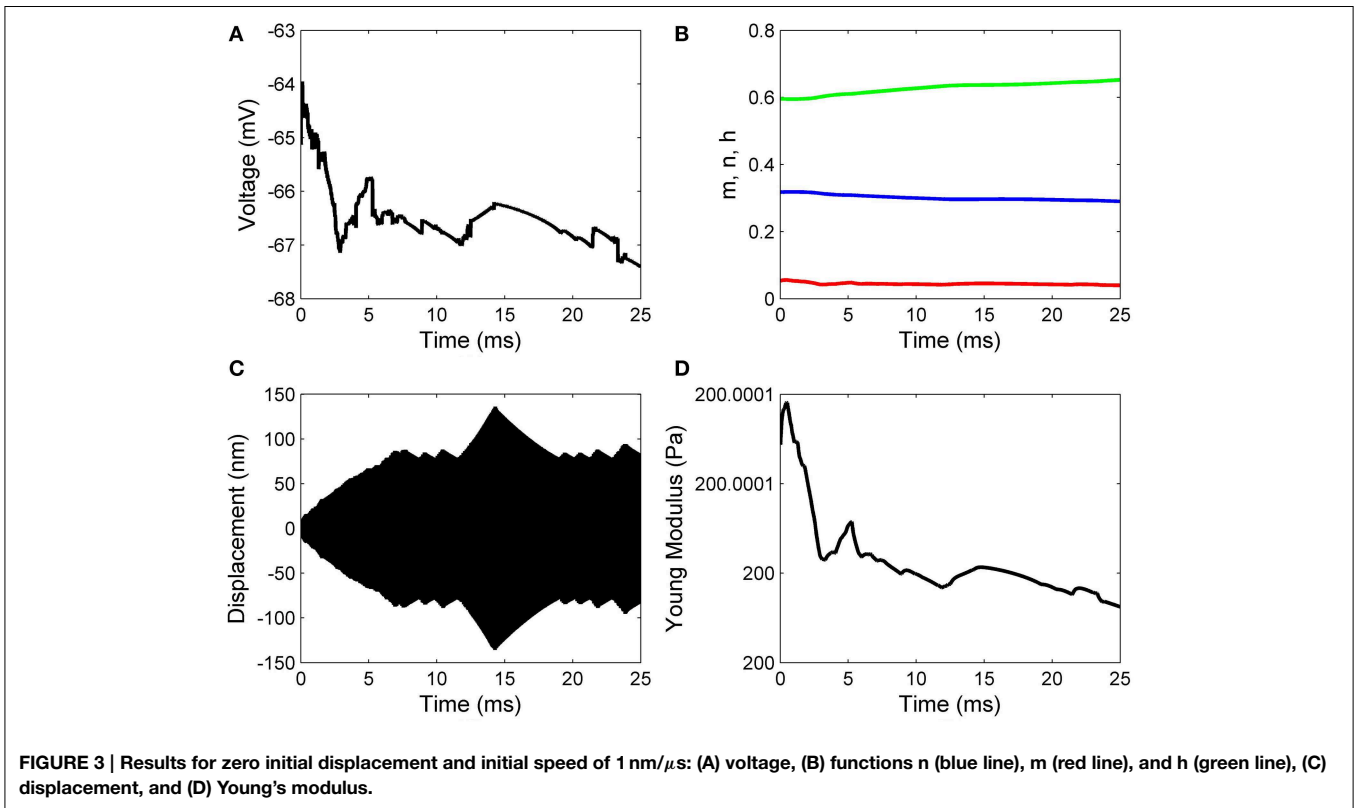 A
Voltage (mV)
-63
-64
-65
-66
-67
-68
0 5 10 15 20 25
Time (ms)
B
m, n, h
0.8
0.6
0.4
0.2
0
0 5 10 15 20 25
Time (ms)
C
Displacement (nm)
150
100
50
0
-50
-100
-150
0 5 10 15 20 25
Time (ms)
D
Young Modulus (Pa)
200.0001
200.0001
200
200
0 5 10 15 20 25
Time (ms)
FIGURE 3 | Results for zero initial displacement and initial speed of 1 nm/μs: (A) voltage, (B) functions n (blue line), m (red line), and h (green line), (C)
displacement, and (D) Young's modulus.